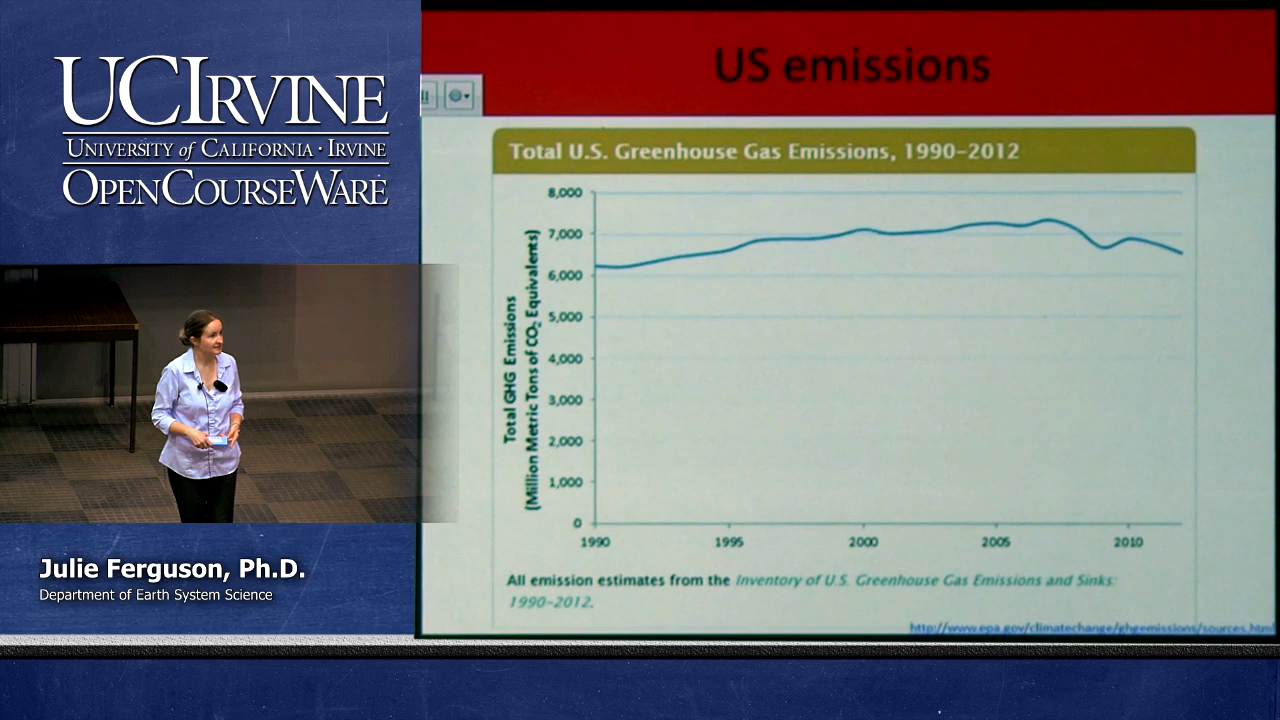 UCIRVINE
UNIVERSITY of CALIFORNIA · IRVINE
OPENCOURSEWARE
Julie Ferguson, Ph.D.
Department of Earth System Science
US emissions
Total U.S. Greenhouse Gas Emissions, 1990–2012
Total GHG Emissions
(Million Metric Tons of CO2 Equivalents)
8,000
7,000
6,000
5,000
4,000
3,000
2,000
1,000
0
1990 1995 2000 2005 2010
All emission estimates from the Inventory of U.S. Greenhouse Gas Emissions and Sinks:
1990–2012.
http://www.epa.gov/climatechange/ghgemissions/sources.html